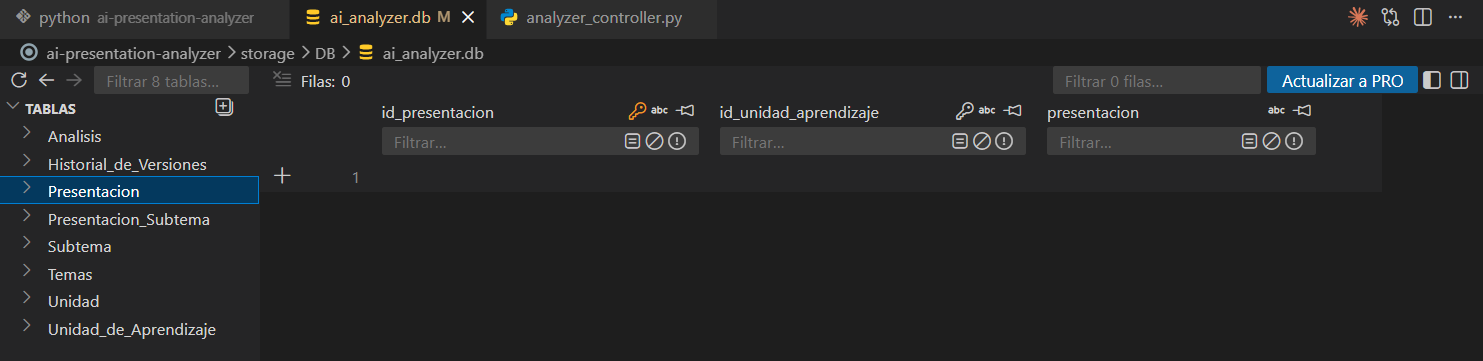 python ai-presentation-analyzer ai_analyzer.db M analyzer_controller.py
ai-presentation-analyzer > storage > DB > ai_analyzer.db
Filtrar 8 tablas... Filas: 0 Filtrar 0 filas... Actualizar a PRO
TABLAS
Analisis
Historial_de_Versiones
Presentacion
Presentacion_Subtema
Subtema
Temas
Unidad
Unidad_de_Aprendizaje
id_presentacion abc id_unidad_aprendizaje abc presentacion abc
Filtrar... Filtrar... Filtrar...
1